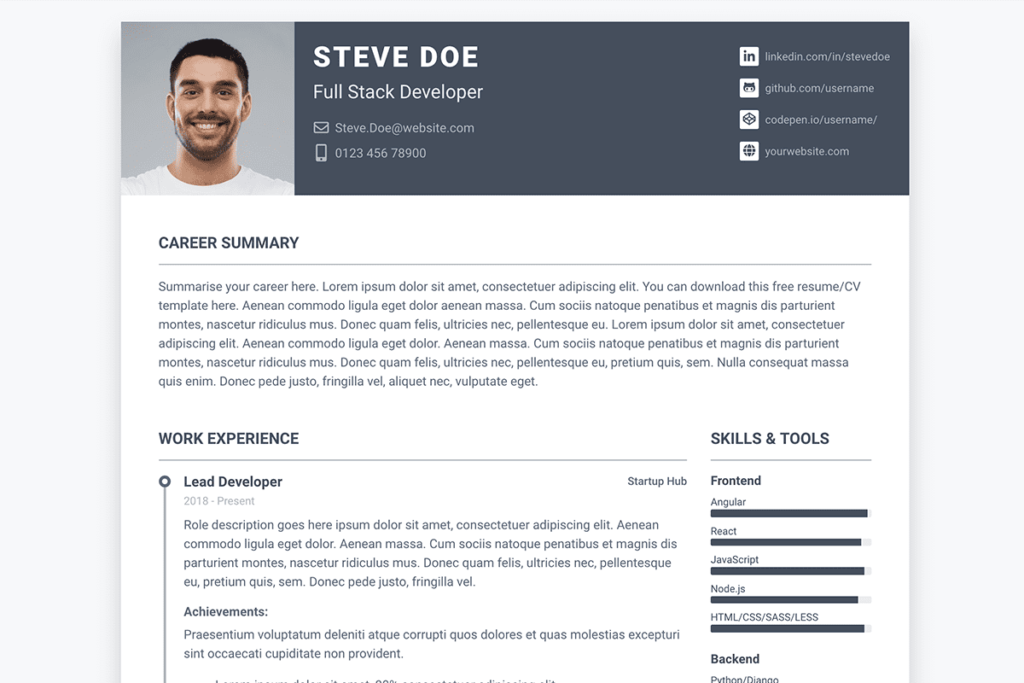 STEVE DOE
Full Stack Developer
Steve.Doe@website.com
0123 456 78900
linkedin.com/in/stevedoe
github.com/username
codepen.io/username/
yourwebsite.com
CAREER SUMMARY
Summarise your career here. Lorem ipsum dolor sit amet, consectetuer adipiscing elit. You can download this free resume/CV
template here. Aenean commodo ligula eget dolor aenean massa. Cum sociis natoque penatibus et magnis dis parturient
montes, nascetur ridiculus mus. Donec quam felis, ultricies nec, pellentesque eu. Lorem ipsum dolor sit amet, consectetuer
adipiscing elit. Aenean commodo ligula eget dolor. Aenean massa. Cum sociis natoque penatibus et magnis dis parturient
montes, nascetur ridiculus mus. Donec quam felis, ultricies nec, pellentesque eu, pretium quis, sem. Nulla consequat massa
quis enim. Donec pede justo, fringilla vel, aliquet nec, vulputate eget.
WORK EXPERIENCE
Lead Developer
Startup Hub
2018 - Present
Role description goes here ipsum dolor sit amet, consectetuer adipiscing elit. Aenean
commodo ligula eget dolor. Aenean massa. Cum sociis natoque penatibus et magnis dis
parturient montes, nascetur ridiculus mus. Donec quam felis, ultricies nec, pellentesque
eu, pretium quis, sem. Donec pede justo, fringilla vel.
Achievements:
Praesentium voluptatum deleniti atque corrupti quos dolores et quas molestias excepturi
sint occaecati cupiditate non provident.
Lorem ipsum dolor sit amet, 80% consectetuer adipiscing elit
SKILLS & TOOLS
Frontend
Angular
React
JavaScript
Node.js
HTML/CSS/SASS/LESS
Backend
Python/Django